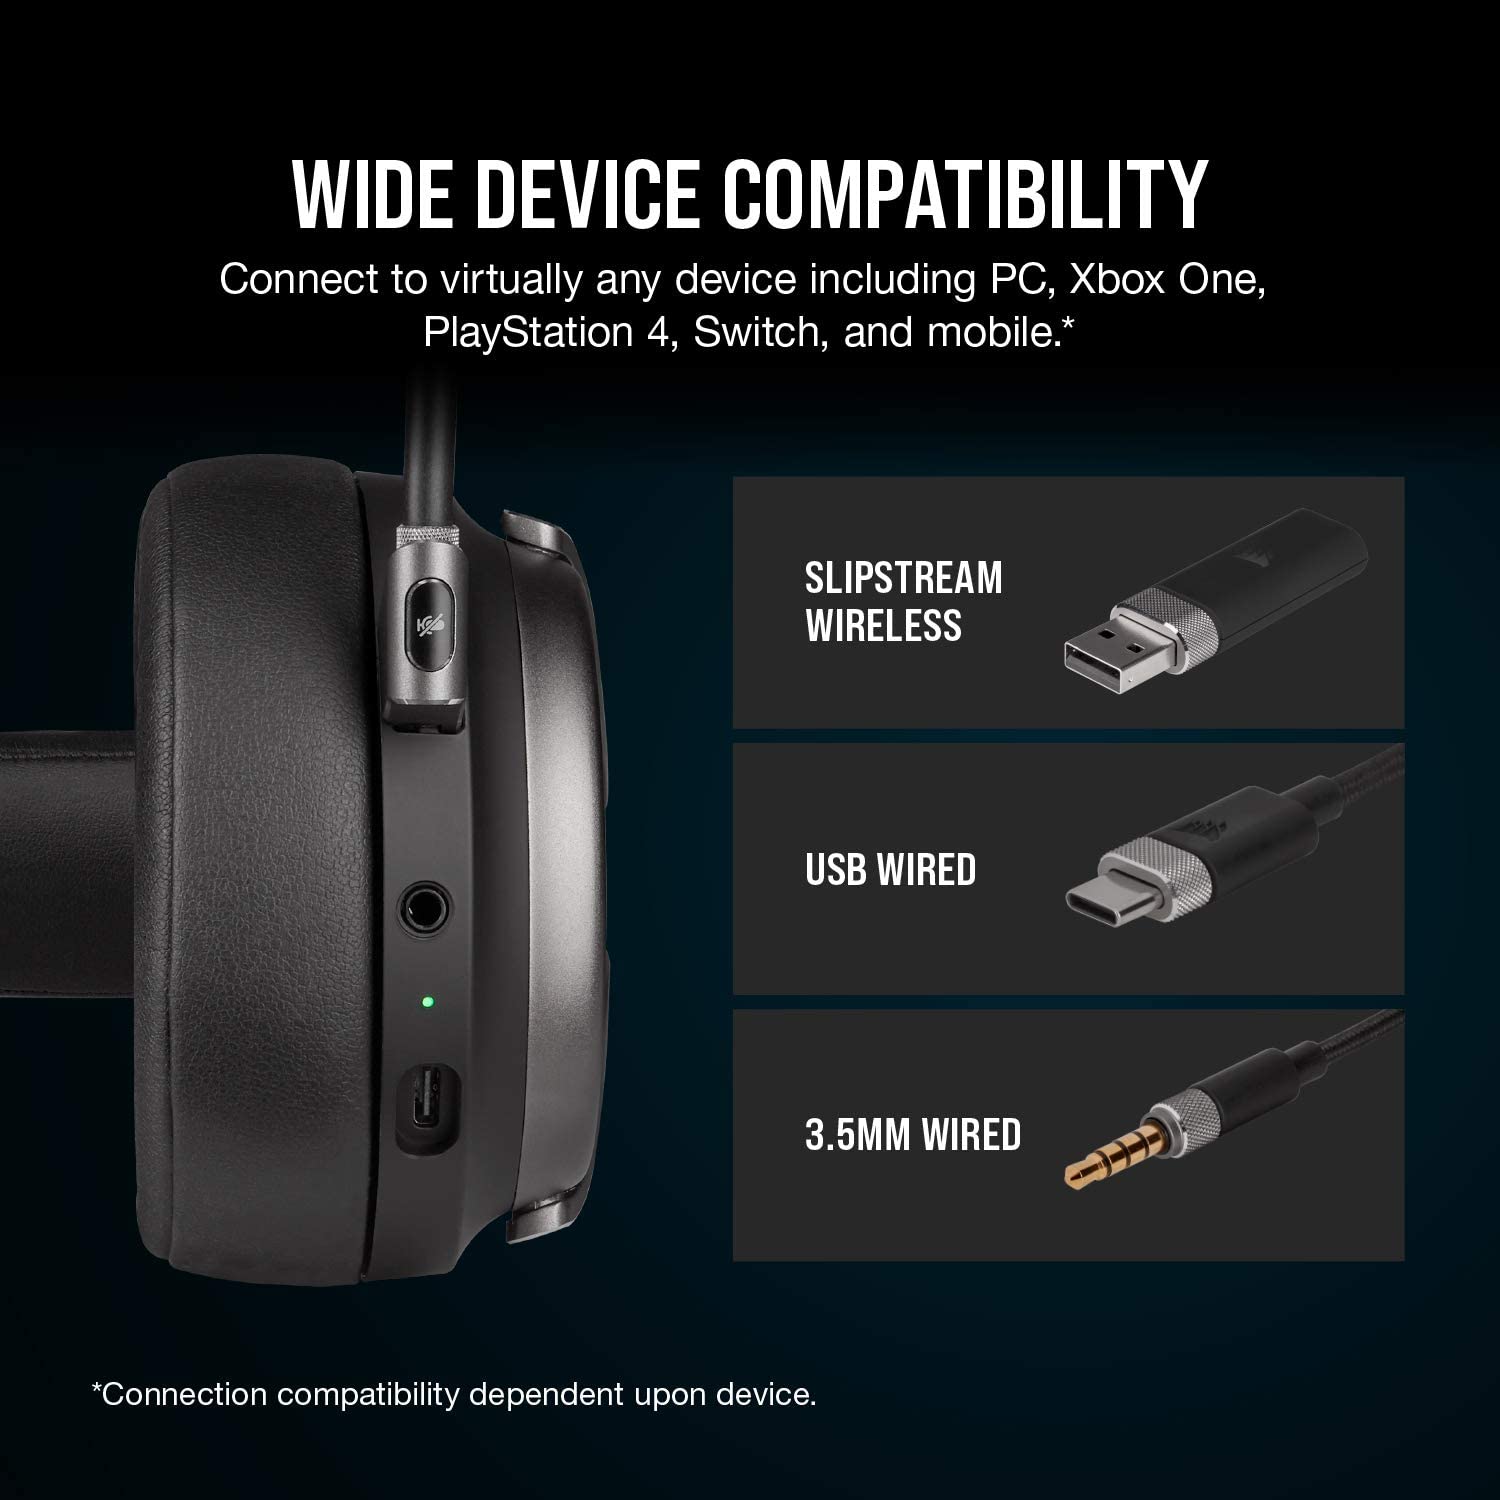 WIDE DEVICE COMPATIBILITY
Connect to virtually any device including PC, Xbox One,
PlayStation 4, Switch, and mobile.*
SLIPSTREAM
WIRELESS
USB WIRED
3.5MM WIRED
*Connection compatibility dependent upon device.